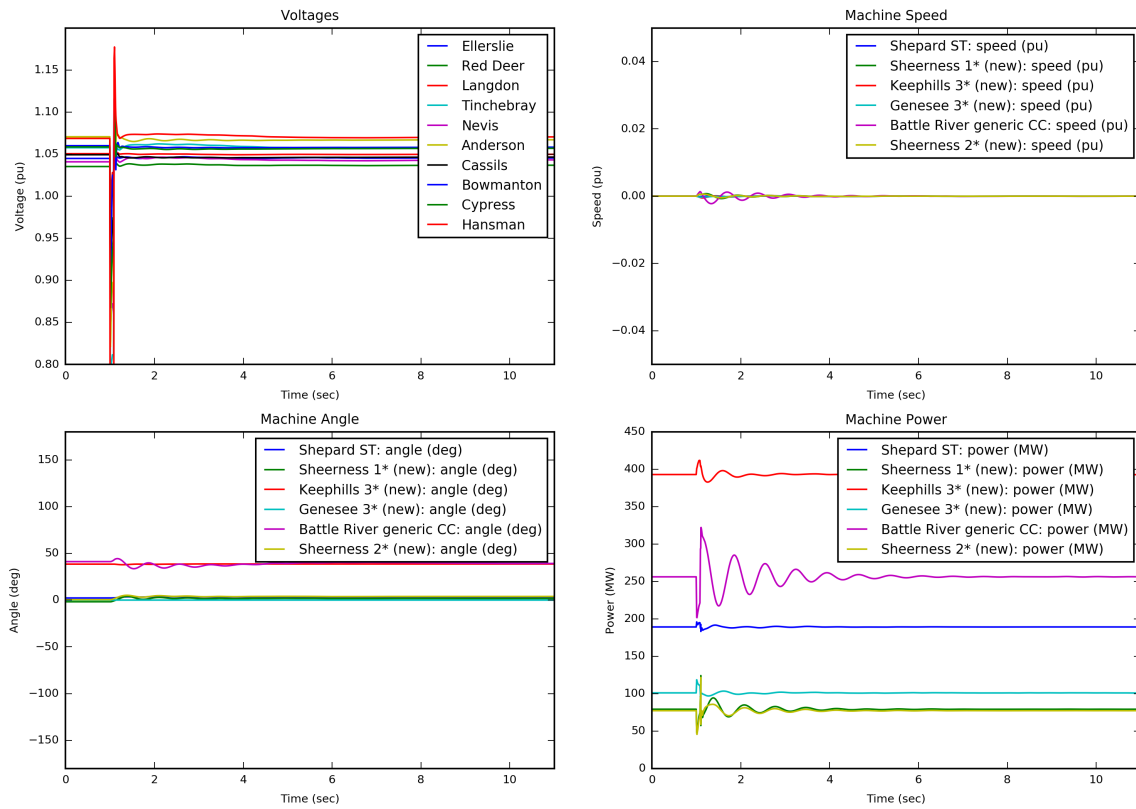 Voltages
1.15
1.10
1.05
1.00
0.95
0.90
0.85
0.80
Voltage (pu)
Ellerslie
Red Deer
Langdon
Tinchebray
Nevis
Anderson
Cassils
Bowmanton
Cypress
Hansman
0 2 4 6 8 10
Time (sec)
Machine Speed
0.04
0.02
0.00
−0.02
−0.04
Speed (pu)
Shepard ST: speed (pu)
Sheerness 1* (new): speed (pu)
Keephills 3* (new): speed (pu)
Genesee 3* (new): speed (pu)
Battle River generic CC: speed (pu)
Sheerness 2* (new): speed (pu)
0 2 4 6 8 10
Time (sec)
Machine Angle
150
100
50
0
−50
−100
−150
Angle (deg)
Shepard ST: angle (deg)
Sheerness 1* (new): angle (deg)
Keephills 3* (new): angle (deg)
Genesee 3* (new): angle (deg)
Battle River generic CC: angle (deg)
Sheerness 2* (new): angle (deg)
0 2 4 6 8 10
Time (sec)
Machine Power
450
400
350
300
250
200
150
100
50
0
Power (MW)
Shepard ST: power (MW)
Sheerness 1* (new): power (MW)
Keephills 3* (new): power (MW)
Genesee 3* (new): power (MW)
Battle River generic CC: power (MW)
Sheerness 2* (new): power (MW)
0 2 4 6 8 10
Time (sec)